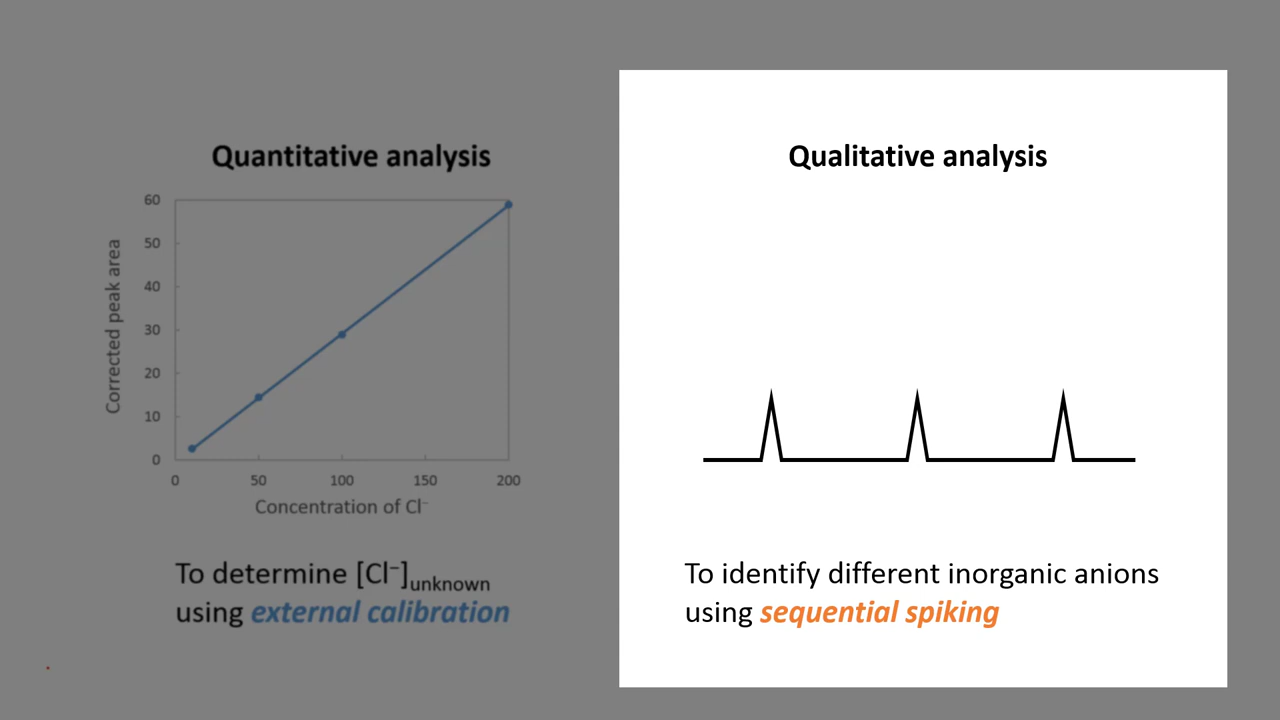 Quantitative analysis
60
50
40
30
20
10
0
Corrected peak area
0 50 100 150 200
Concentration of Cl⁻
To determine [Cl⁻]unknown
using external calibration
Qualitative analysis
To identify different inorganic anions
using sequential spiking